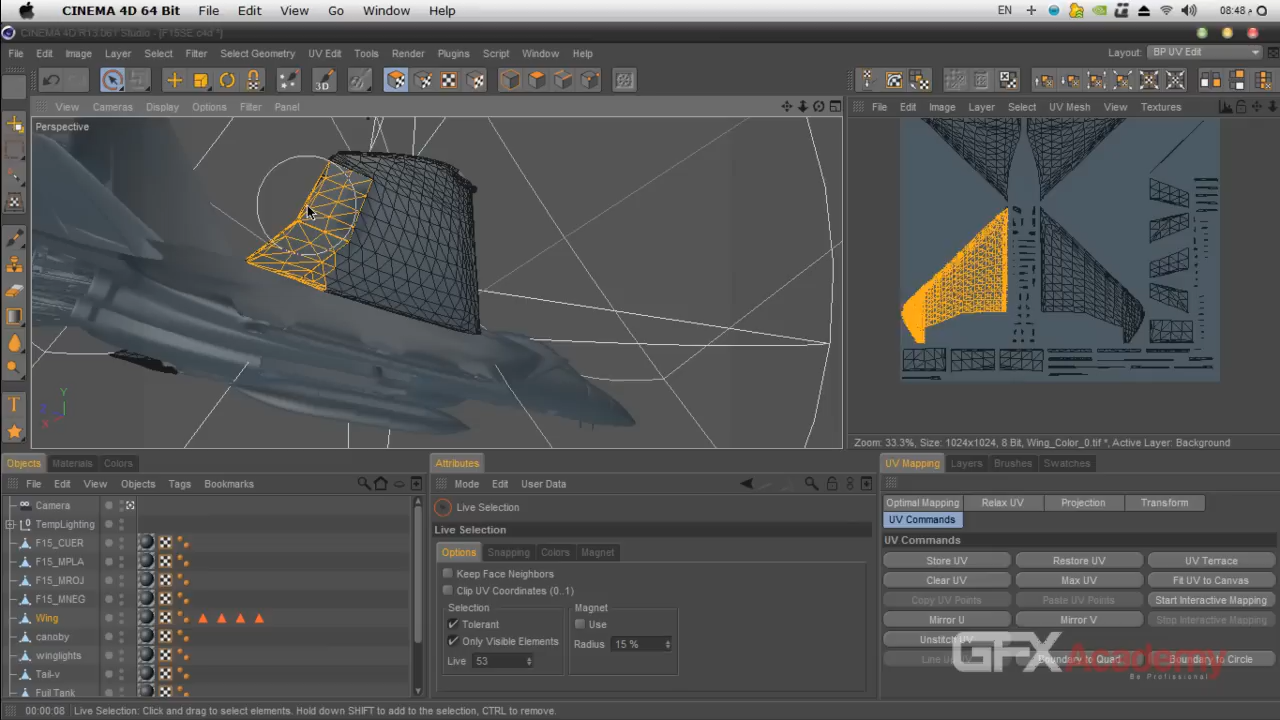 CINEMA 4D 64 Bit File Edit View Go Window Help EN 08:48 م
CINEMA 4D R13.061 Studio - [F15SE.c4d *]
File Edit Image Layer Select Filter Select Geometry UV Edit Tools Render Plugins Script Window Help Layout: BP UV Edit
3D
View Cameras Display Options Filter Panel
File Edit Image Layer Select UV Mesh View Textures
Perspective
Y
X
T
Zoom: 33.3%, Size: 1024x1024, 8 Bit, Wing_Color_0.tif *, Active Layer: Background
Objects Materials Colors
File Edit View Objects Tags Bookmarks
Camera
TempLighting
F15_CUER
F15_MPLA
F15_MROJ
F15_MNEG
Wing
canoby
winglights
Tail-v
Fuil Tank
Attributes
Mode Edit User Data
Live Selection
Live Selection
Options Snapping Colors Magnet
Keep Face Neighbors
Clip UV Coordinates (0..1)
Selection
Tolerant
Only Visible Elements
Live 53
Magnet
Use
Radius 15 %
UV Mapping Layers Brushes Swatches
Optimal Mapping Relax UV Projection Transform
UV Commands
UV Commands
Store UV Restore UV UV Terrace
Clear UV Max UV Fit UV to Canvas
Copy UV Points Paste UV Points Start Interactive Mapping
Mirror U Mirror V Stop Interactive Mapping
Unstitch UV
Line Up UV Boundary to Quad Boundary to Circle
GFX Academy
Be Profissional
00:00:08 Live Selection: Click and drag to select elements. Hold down SHIFT to add to the selection, CTRL to remove.